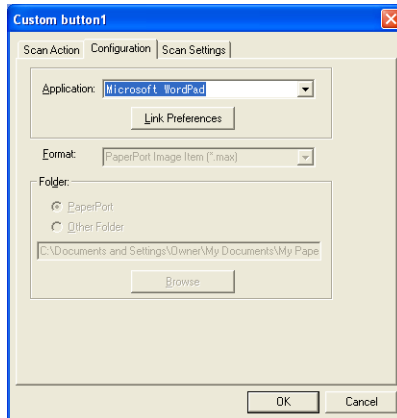 Custom button1
Scan Action Configuration Scan Settings
Application: Microsoft WordPad
Link Preferences
Format: PaperPort Image Item (*.max)
Folder:
PaperPort
Other Folder
C:\Documents and Settings\Owner\My Documents\My Pape
Browse
OK Cancel